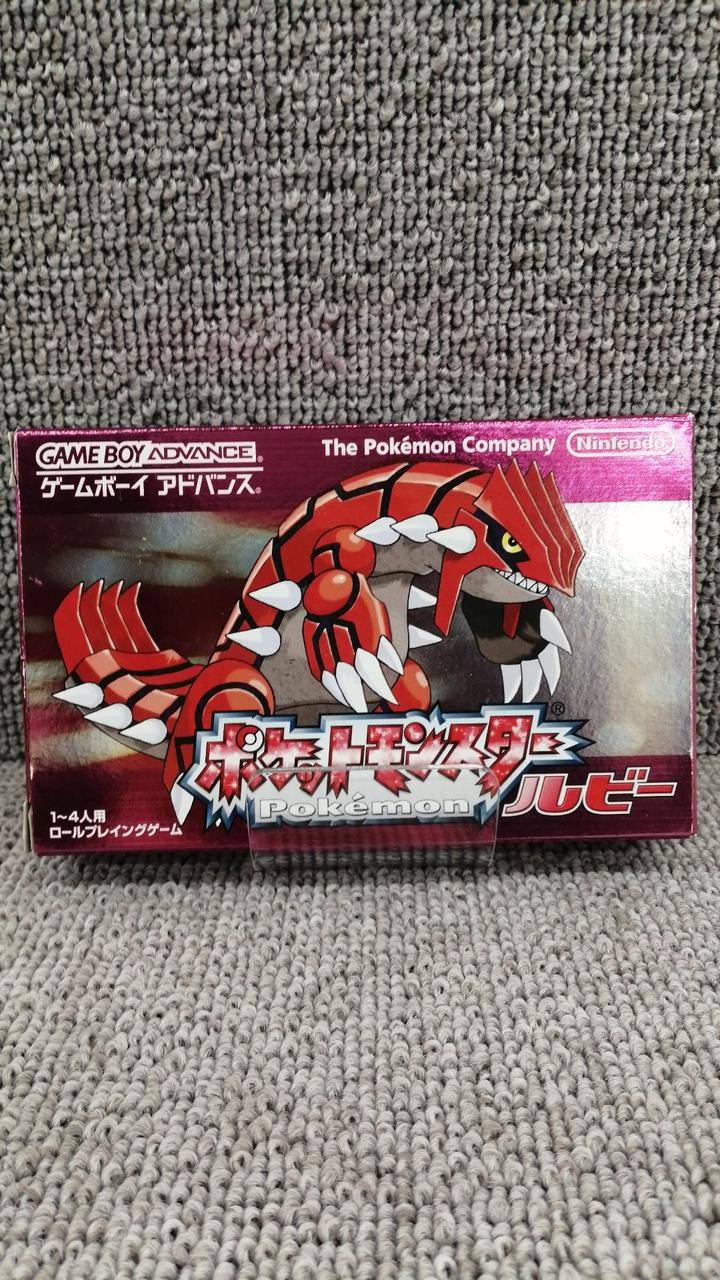 GAME BOY ADVANCE
ゲームボーイ アドバンス®
The Pokémon Company
Nintendo
ポケットモンスター®
Pokémon
ルビー
1~4人用
ロールプレイングゲーム